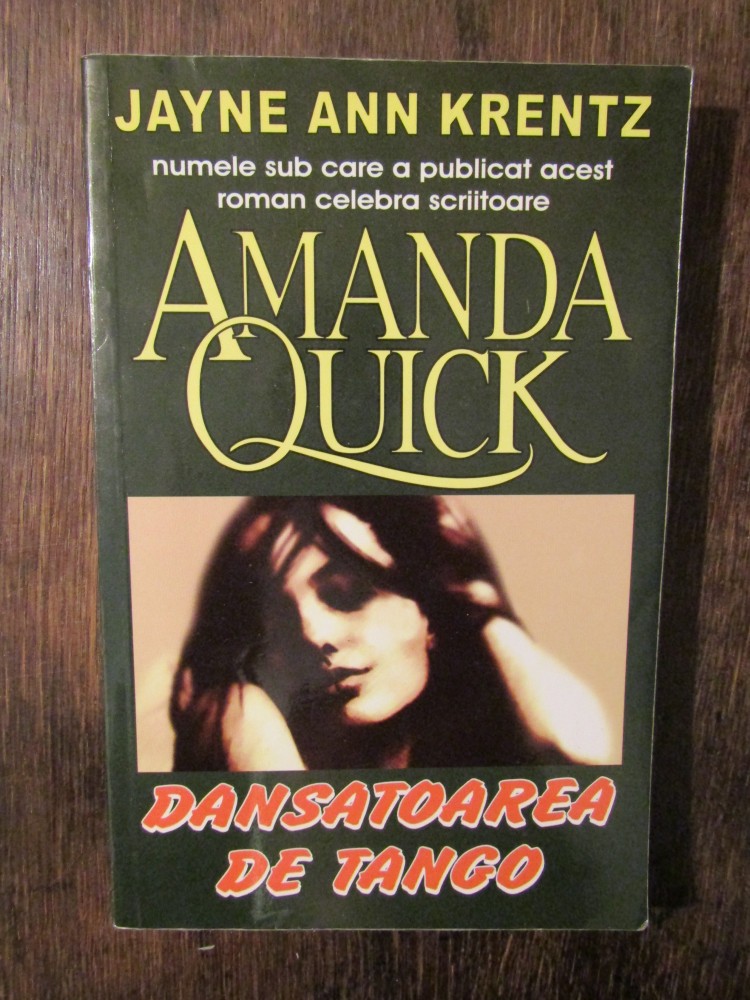 JAYNE ANN KRENTZ
numele sub care a publicat acest
roman celebra scriitoare
AMANDA
QUICK
DANSATOAREA
DE TANGO